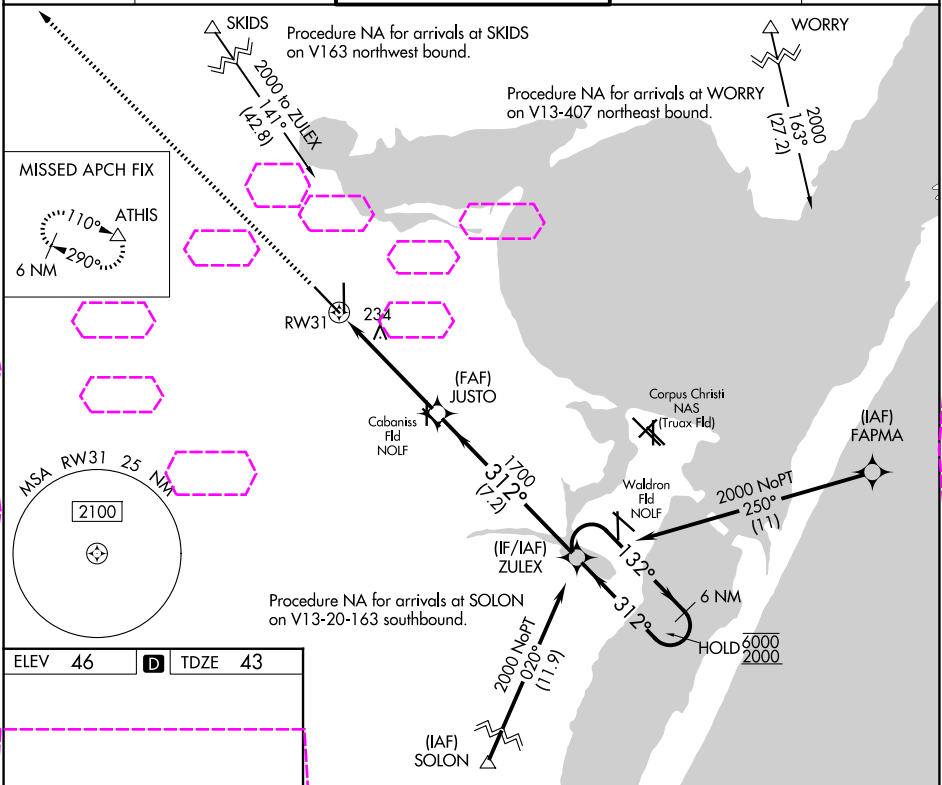 SKIDS
Procedure NA for arrivals at SKIDS
on V163 northwest bound.
WORRY
2000 to ZULEX
141°
(42.8)
Procedure NA for arrivals at WORRY
on V13-407 northeast bound.
2000
163°
(27.2)
MISSED APCH FIX
110°
ATHIS
290°
6 NM
RW31
234
(FAF)
JUSTO
Cabaniss
Fld
NOLF
Corpus Christi
NAS
(Truax Fld)
(IAF)
FAPMA
MSA RW31 25 NM
2100
1700
312°
(7.2)
Waldron
Fld
NOLF
2000 NoPT
250°
(11)
(IF/IAF)
ZULEX
132°
312°
6 NM
HOLD
6000
2000
Procedure NA for arrivals at SOLON
on V13-20-163 southbound.
2000 NoPT
020°
(11.9)
(IAF)
SOLON
ELEV 46
D
TDZE 43